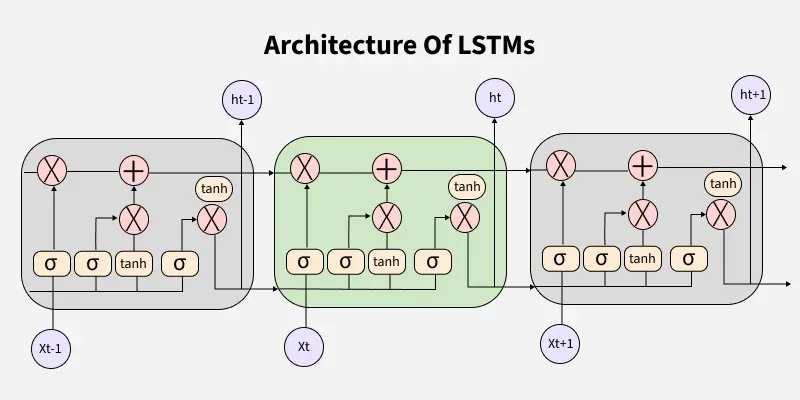 Architecture Of LSTMs
ht-1 ht ht+1
X + X + X +
tanh tanh tanh
X X X X X X
σ σ tanh σ σ σ tanh σ σ σ tanh σ
Xt-1 Xt Xt+1